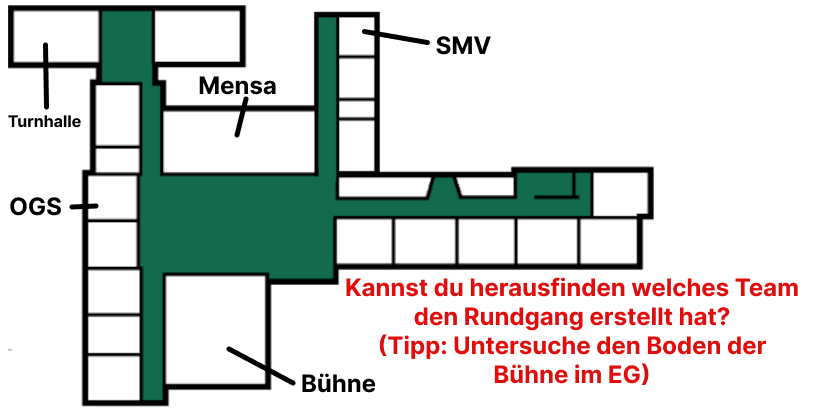 SMV
Mensa
Turnhalle
OGS
Kannst du herausfinden welches Team
den Rundgang erstellt hat?
(Tipp: Untersuche den Boden der
Bühne im EG)
Bühne